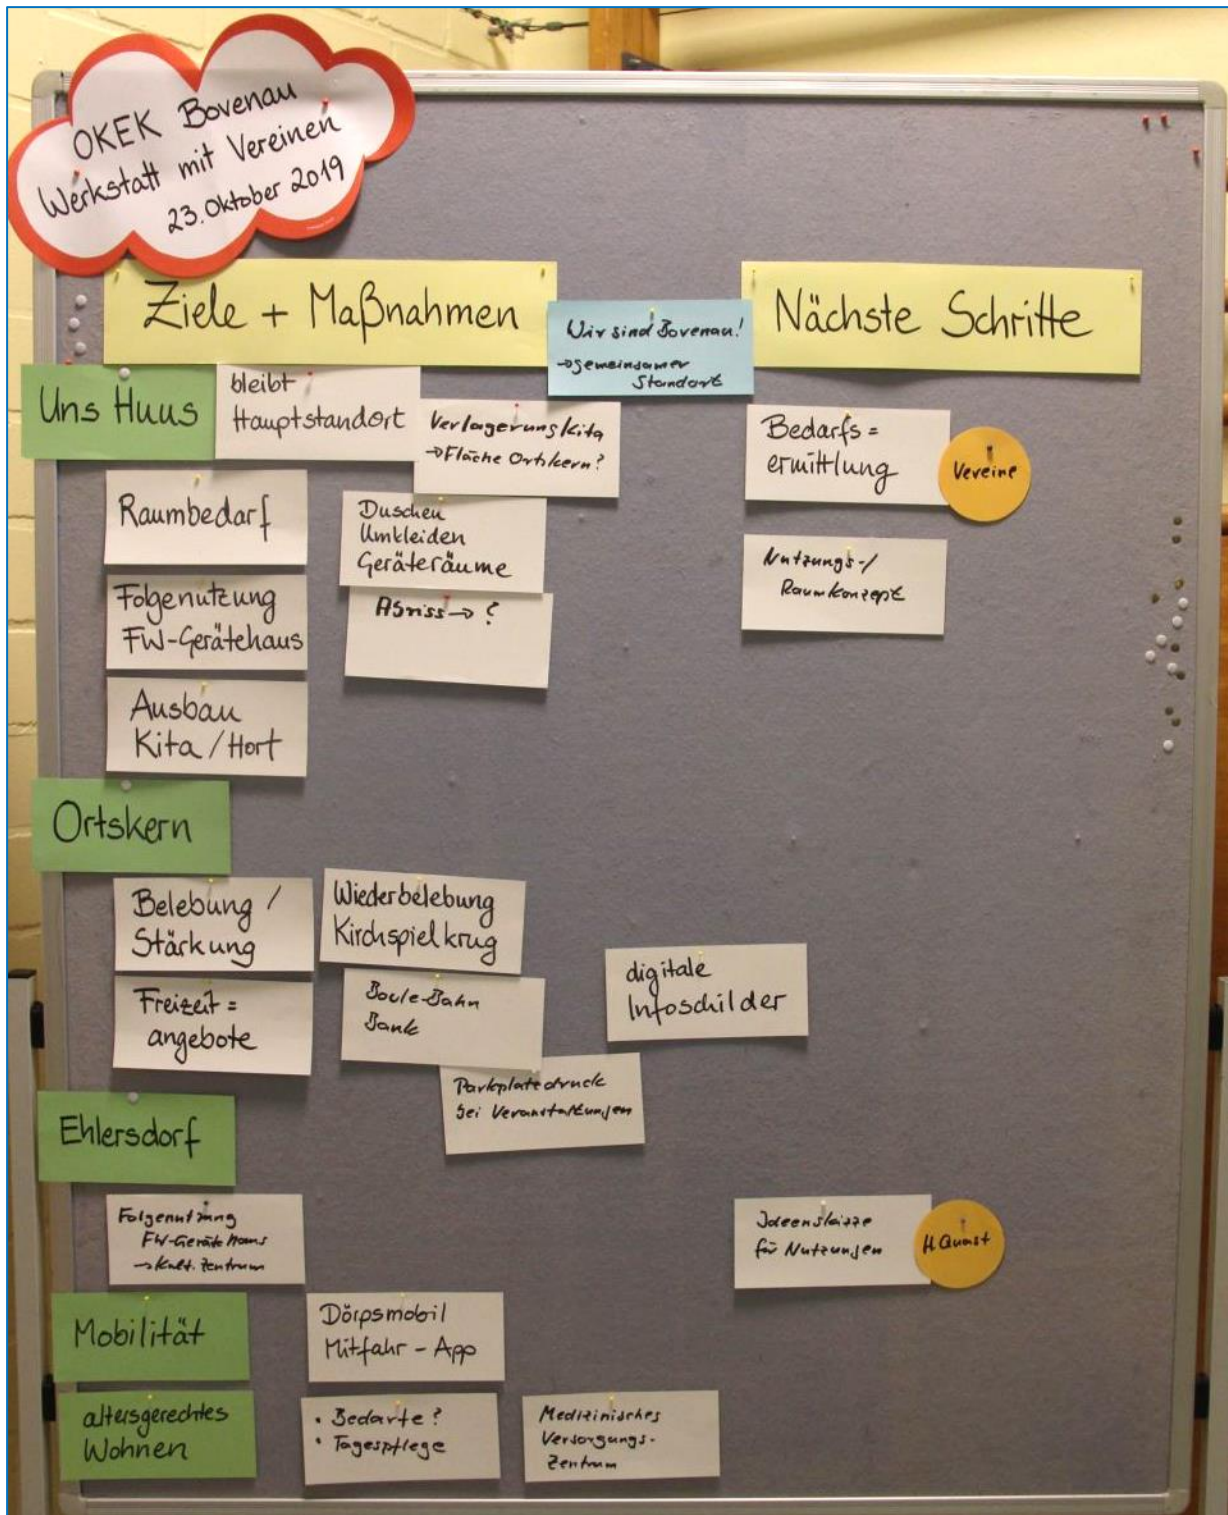 OKEK Bovenau
Werkstatt mit Vereinen
23. Oktober 2019
Ziele + Maßnahmen
Wir sind Bovenau!
→ gemeinsamer
Standort
Nächste Schritte
Uns Huus
bleibt
Hauptstandort
Verlagerung Kita
→ Fläche Ortskern?
Bedarfs=
ermittlung
Vereine
Raumbedarf
Duschen
Umkleiden
Geräteräume
Nutzungs-/
Raumkonzept
Folgenutzung
FW-Gerätehaus
Abriss → ?
Ausbau
Kita / Hort
Ortskern
Belebung /
Stärkung
Wiederbelebung
Kirchspielkrug
digitale
Infoschilder
Freizeit=
angebote
Boule-Bahn
Bank
Parkplatzdruck
bei Veranstaltungen
Ehlersdorf
Folgenutzung
FW-Gerätehaus
→ Kult. Zentrum
Ideenskizze
für Nutzungen
H. Quast
Mobilität
Dörpsmobil
Mitfahr-App
altersgerechtes
Wohnen
• Bedarfe?
• Tagespflege
Medizinisches
Versorgungs-
Zentrum